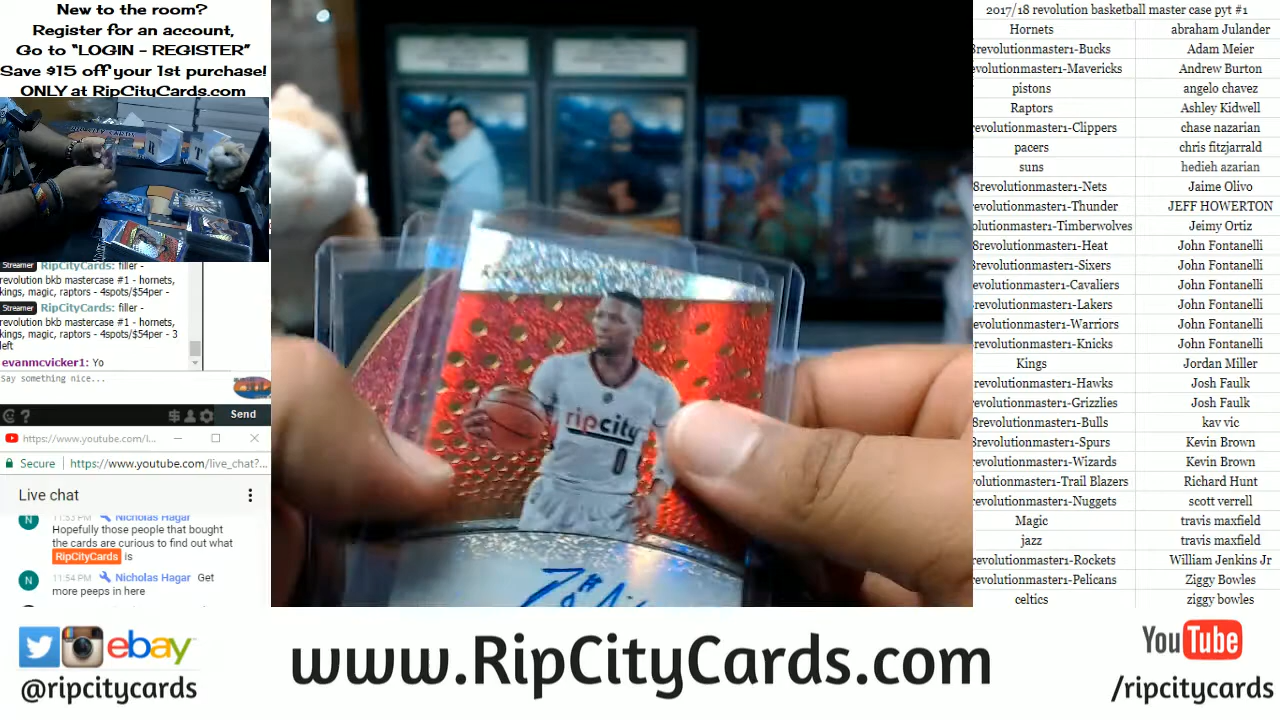 New to the room?
Register for an account,
Go to "LOGIN - REGISTER"
Save $15 off your 1st purchase!
ONLY at RipCityCards.com
Streamer RipCityCards: filler -
revolution bkb mastercase #1 - hornets,
kings, magic, raptors - 4spots/$54per -
Streamer RipCityCards: filler -
revolution bkb mastercase #1 - hornets,
kings, magic, raptors - 4spots/$54per - 3
left
evanmcvicker1: Yo
Say something nice...
Send
https://www.youtube.com/l...
Secure https://www.youtube.com/live_chat?...
Live chat
N 11:53 PM Nicholas Hagar
Hopefully those people that bought
the cards are curious to find out what
RipCityCards is
N 11:54 PM Nicholas Hagar Get
more peeps in here
ripcity
0
2017/18 revolution basketball master case pyt #1
Hornets abraham Julander
8revolutionmaster1-Bucks Adam Meier
evolutionmaster1-Mavericks Andrew Burton
pistons angelo chavez
Raptors Ashley Kidwell
revolutionmaster1-Clippers chase nazarian
pacers chris fitzjarrald
suns hedieh azarian
8revolutionmaster1-Nets Jaime Olivo
revolutionmaster1-Thunder JEFF HOWERTON
olutionmaster1-Timberwolves Jeimy Ortiz
8revolutionmaster1-Heat John Fontanelli
revolutionmaster1-Sixers John Fontanelli
revolutionmaster1-Cavaliers John Fontanelli
revolutionmaster1-Lakers John Fontanelli
revolutionmaster1-Warriors John Fontanelli
revolutionmaster1-Knicks John Fontanelli
Kings Jordan Miller
revolutionmaster1-Hawks Josh Faulk
revolutionmaster1-Grizzlies Josh Faulk
8revolutionmaster1-Bulls kav vic
revolutionmaster1-Spurs Kevin Brown
revolutionmaster1-Wizards Kevin Brown
volutionmaster1-Trail Blazers Richard Hunt
revolutionmaster1-Nuggets scott verrell
Magic travis maxfield
jazz travis maxfield
revolutionmaster1-Rockets William Jenkins Jr
revolutionmaster1-Pelicans Ziggy Bowles
celtics ziggy bowles
ebay
@ripcitycards
www.RipCityCards.com
YouTube
/ripcitycards